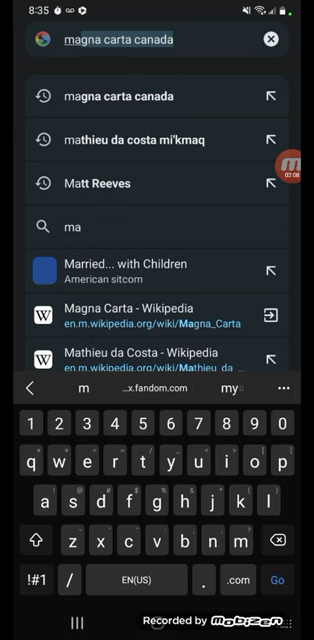 8:35
magna carta canada
magna carta canada
mathieu da costa mi'kmaq
Matt Reeves
02:08
ma
Married... with Children
American sitcom
Magna Carta - Wikipedia
en.m.wikipedia.org/wiki/Magna_Carta
Mathieu da Costa - Wikipedia
en.m.wikipedia.org/wiki/Mathieu_da_...
m ...x.fandom.com myb ...
1 2 3 4 5 6 7 8 9 0
q w e r t y u i o p
a s d f g h j k l
z x c v b n m
!#1 / EN(US) . .com Go
Recorded by Mobizen